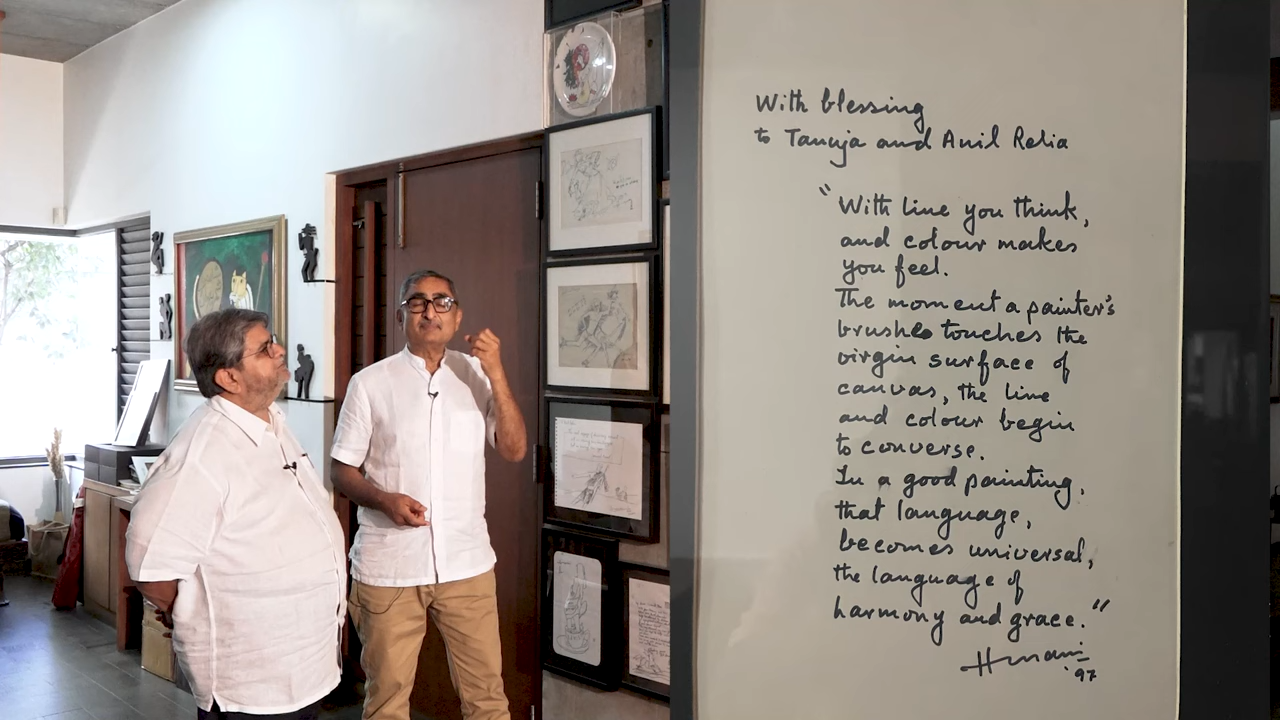 With blessing
to Tanuja and Anil Relia
"With line you think,
and colour makes
you feel.
The moment a painter's
brush touches the
virgin surface of
canvas, the line
and colour begin
to converse.
In a good painting,
that language,
becomes universal,
the language of
harmony and grace."
Husain
'97